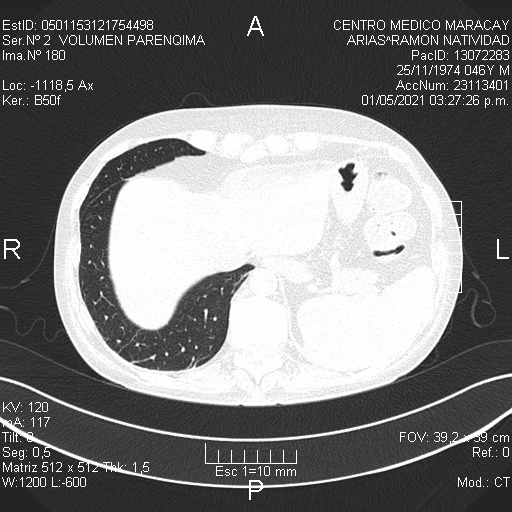 EstID: 0501153121754498
Ser.Nº 2 VOLUMEN PARENQIMA
Ima.Nº 180
Loc: -1118,5 Ax
Ker.: B50f
A
CENTRO MEDICO MARACAY
ARIAS^RAMON NATIVIDAD
PacID: 13072283
25/11/1974 046Y M
AccNum: 23113401
01/05/2021 03:27:26 p.m.
R
L
KV: 120
mA: 117
Tilt: 0
Seg: 0,5
Matriz 512 x 512 Thk: 1,5
W:1200 L:-600
Esc 1=10 mm
P
FOV: 39,2 x 39 cm
Ref.: 0
Mod.: CT